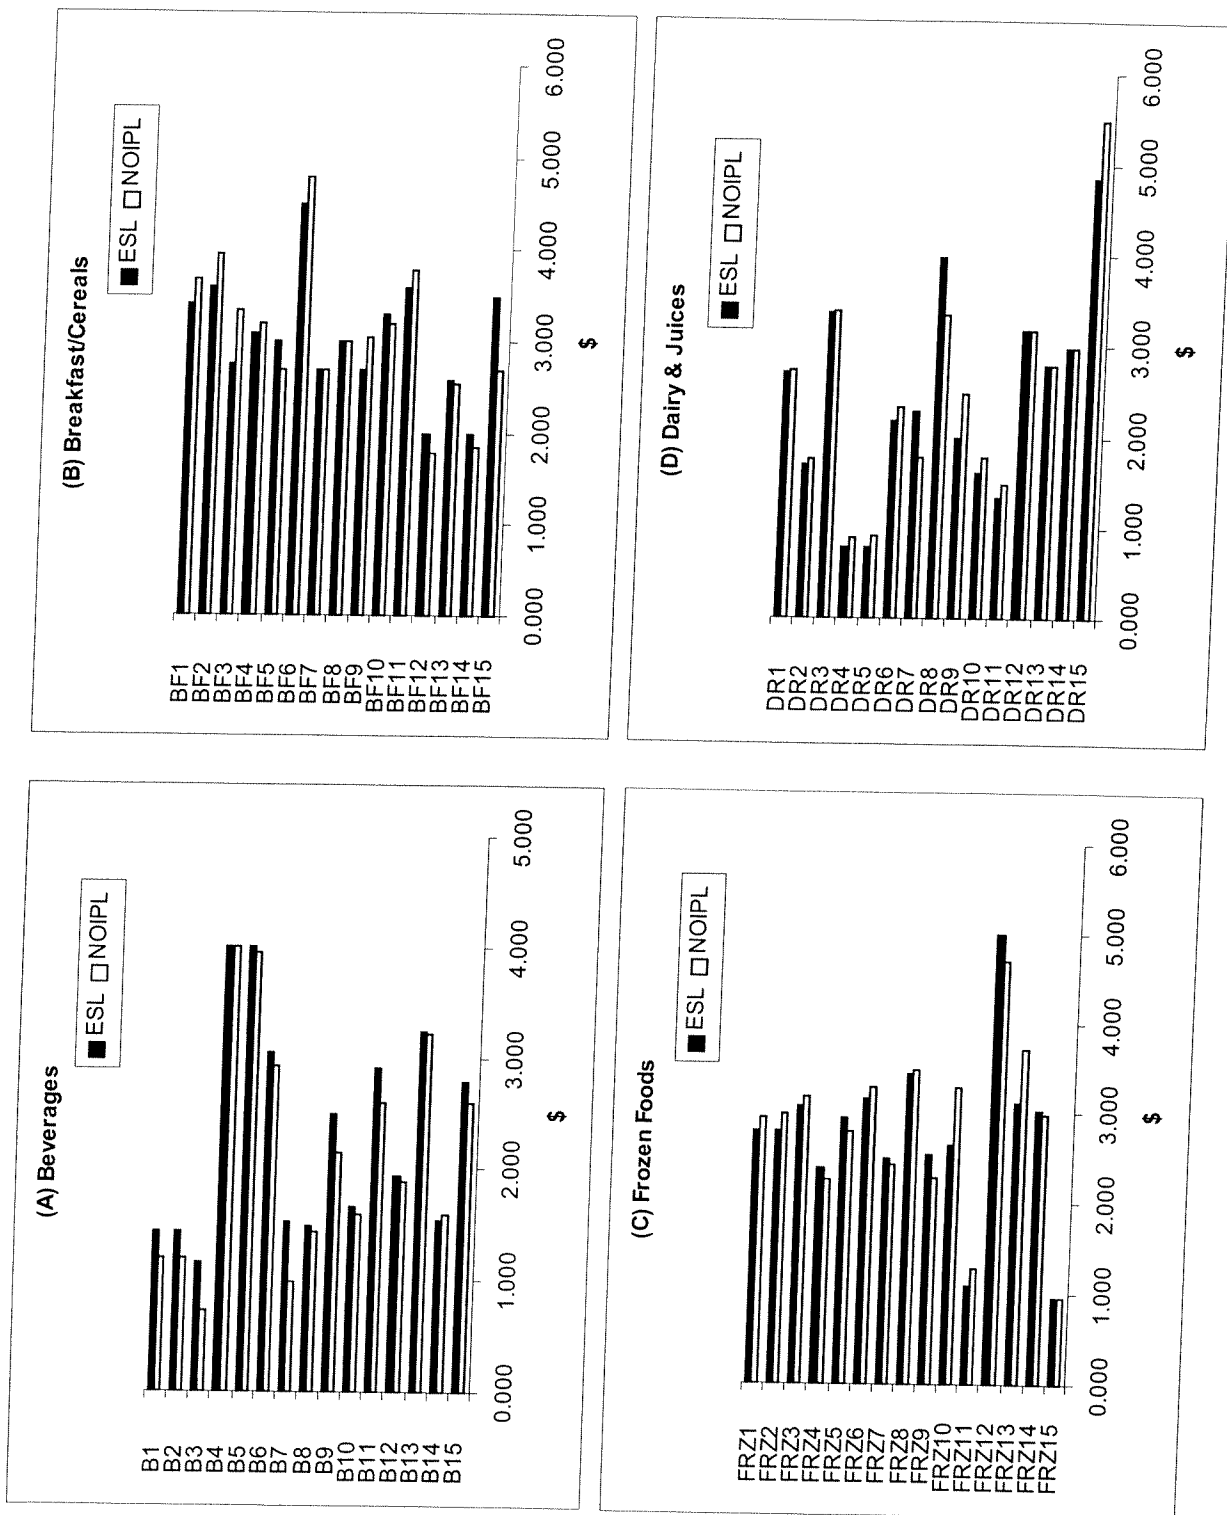 (A) Beverages
ESL NOIPL
B1
B2
B3
B4
B5
B6
B7
B8
B9
B10
B11
B12
B13
B14
B15
0.000 1.000 2.000 3.000 4.000 5.000
$
(B) Breakfast/Cereals
ESL NOIPL
BF1
BF2
BF3
BF4
BF5
BF6
BF7
BF8
BF9
BF10
BF11
BF12
BF13
BF14
BF15
0.000 1.000 2.000 3.000 4.000 5.000 6.000
$
(C) Frozen Foods
ESL NOIPL
FRZ1
FRZ2
FRZ3
FRZ4
FRZ5
FRZ6
FRZ7
FRZ8
FRZ9
FRZ10
FRZ11
FRZ12
FRZ13
FRZ14
FRZ15
0.000 1.000 2.000 3.000 4.000 5.000 6.000
$
(D) Dairy & Juices
ESL NOIPL
DR1
DR2
DR3
DR4
DR5
DR6
DR7
DR8
DR9
DR10
DR11
DR12
DR13
DR14
DR15
0.000 1.000 2.000 3.000 4.000 5.000 6.000
$